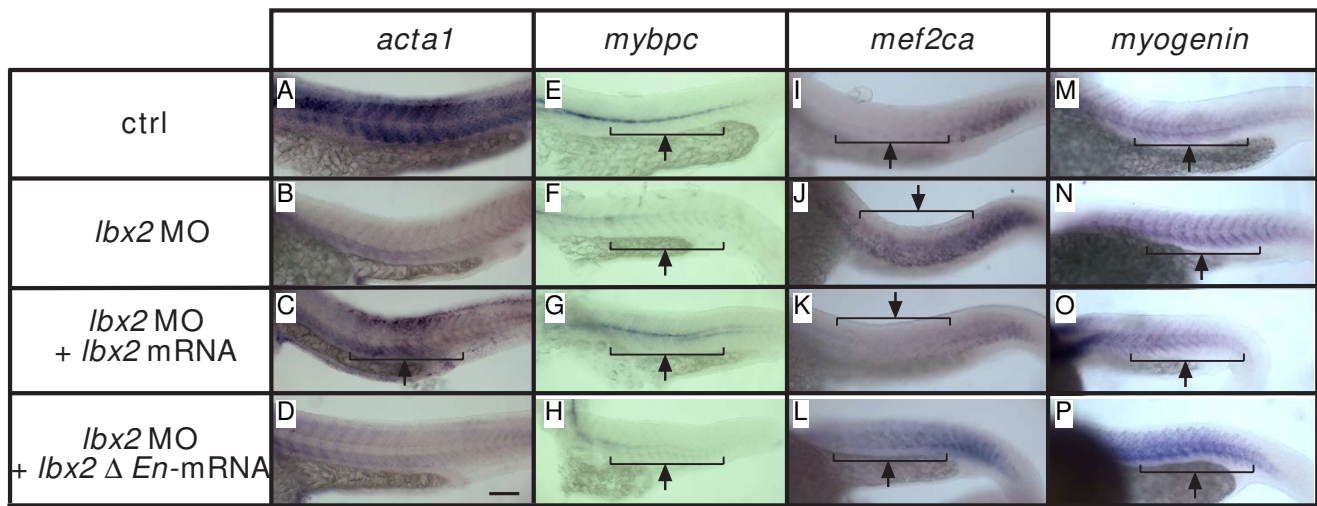 acta1 mybpc mef2ca myogenin
ctrl A E I M
lbx2 MO B F J N
lbx2 MO
+ lbx2 mRNA C G K O
lbx2 MO
+ lbx2 Δ En-mRNA D H L P